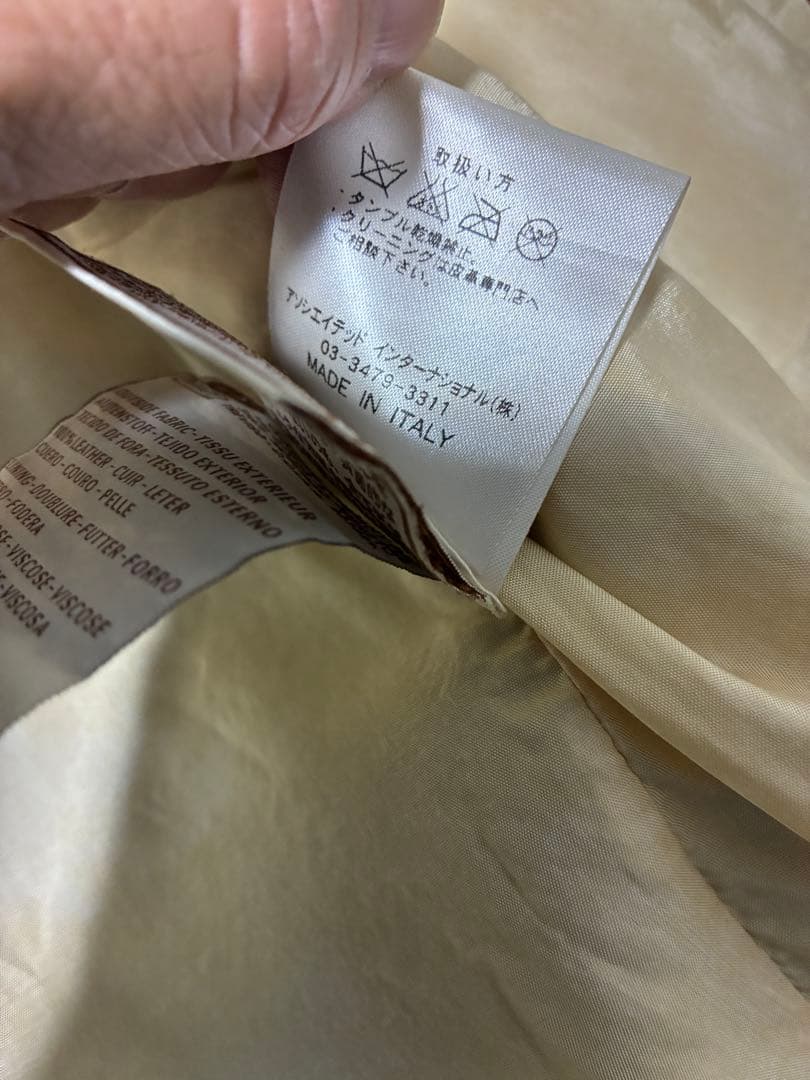 取扱い方
・タンブル乾燥禁止
・クリーニングは皮革専門店へ
ご相談下さい。
アソシエイテッド インターナショナル(株)
03-3479-3311
MADE IN ITALY
FABRIC-TISSU EXTERIEUR
TEJIDO EXTERIOR
TEJIDO DE FORA-TESSUTO ESTERNO
100% LEATHER-CUIR-LETER
CUERO-COURO-PELLE
LINING-DOUBLURE-FUTTER-FORRO
FODERA
VISCOSE-VISCOSE
VISCOSA